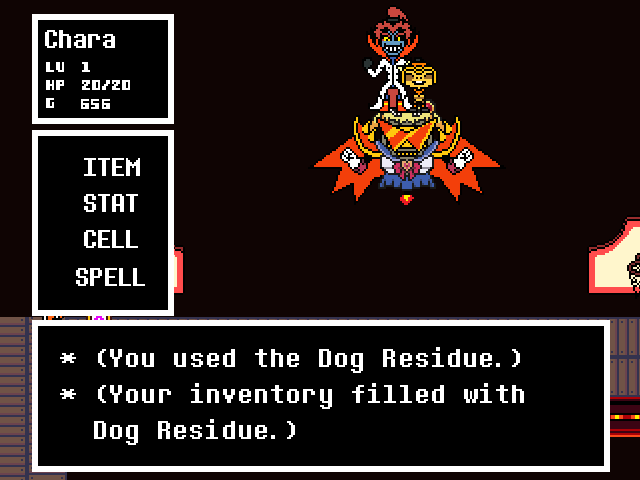 Chara
LV 1
HP 20/20
G 656
ITEM
STAT
CELL
SPELL
* (You used the Dog Residue.)
* (Your inventory filled with
Dog Residue.)